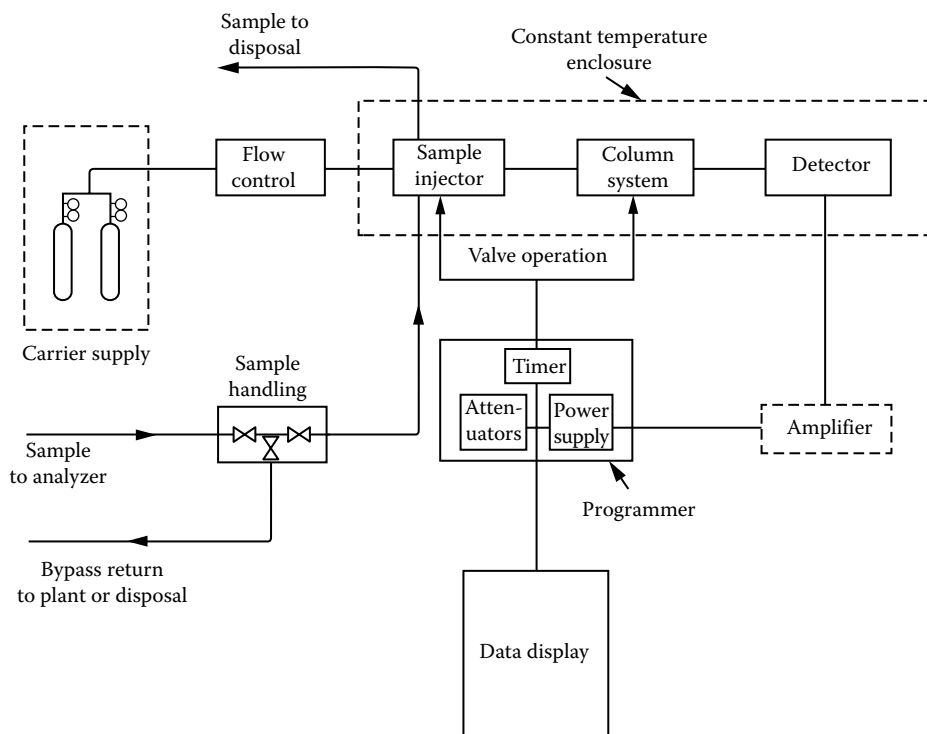 Sample to
disposal
Constant temperature
enclosure
Flow
control
Sample
injector
Column
system
Detector
Valve operation
Carrier supply
Sample
handling
Timer
Atten-
uators
Power
supply
Amplifier
Sample
to analyzer
Programmer
Bypass return
to plant or disposal
Data display